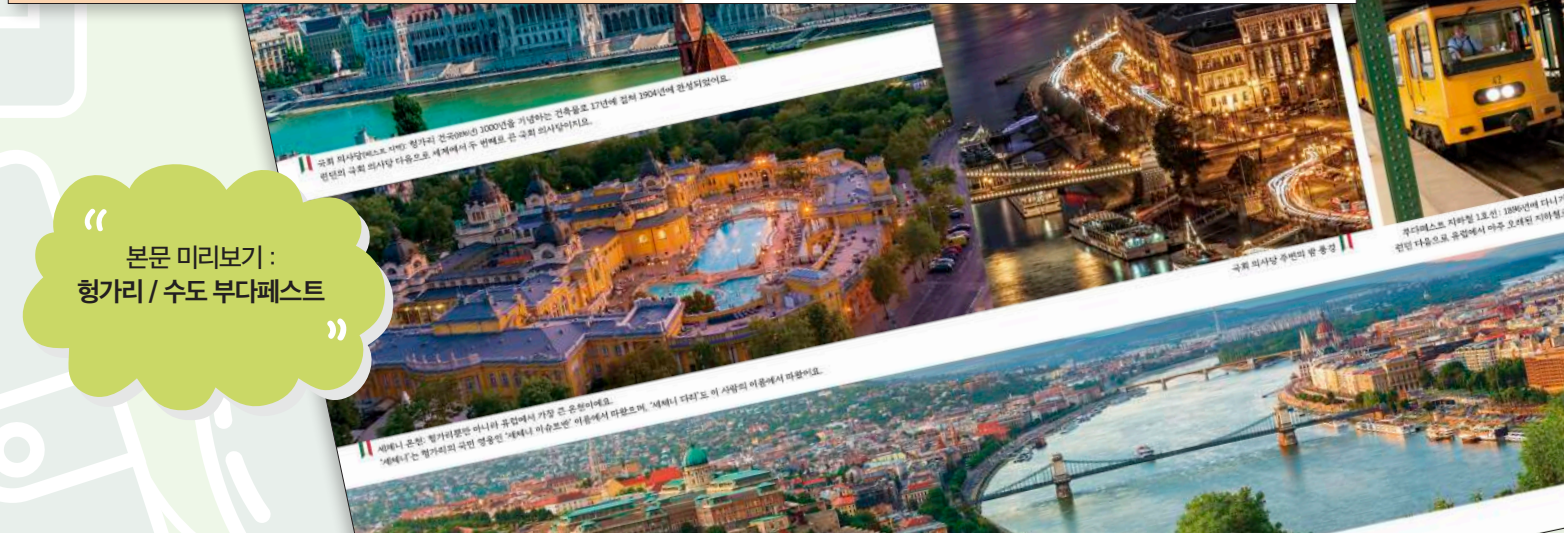 국회 의사당(페스트 지역): 헝가리 건국(896년) 1000년을 기념하는 건축물로 17년에 걸쳐 1904년에 완성되었어요.
런던의 국회 의사당 다음으로 세계에서 두 번째로 큰 국회 의사당이지요.
“
본문 미리보기 :
헝가리 / 수도 부다페스트
”
42
국회 의사당 주변의 밤 풍경
부다페스트 지하철 1호선: 1896년에 다니기
런던 다음으로 유럽에서 아주 오래된 지하철
세체니 온천: 헝가리뿐만 아니라 유럽에서 가장 큰 온천이에요.
‘세체니’는 헝가리의 국민 영웅인 ‘세체니 이슈트반’ 이름에서 따왔으며, ‘세체니 다리’도 이 사람의 이름에서 따왔어요.